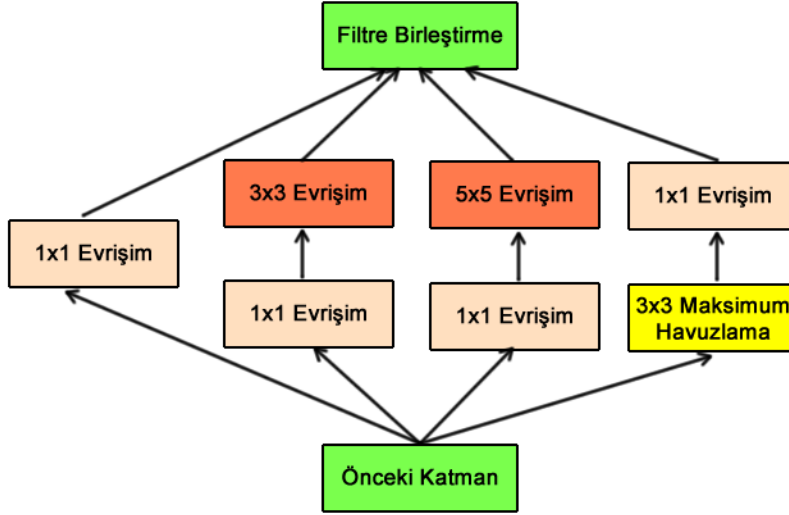 Filtre Birleştirme
3x3 Evrişim
5x5 Evrişim
1x1 Evrişim
1x1 Evrişim
1x1 Evrişim
1x1 Evrişim
3x3 Maksimum
Havuzlama
Önceki Katman